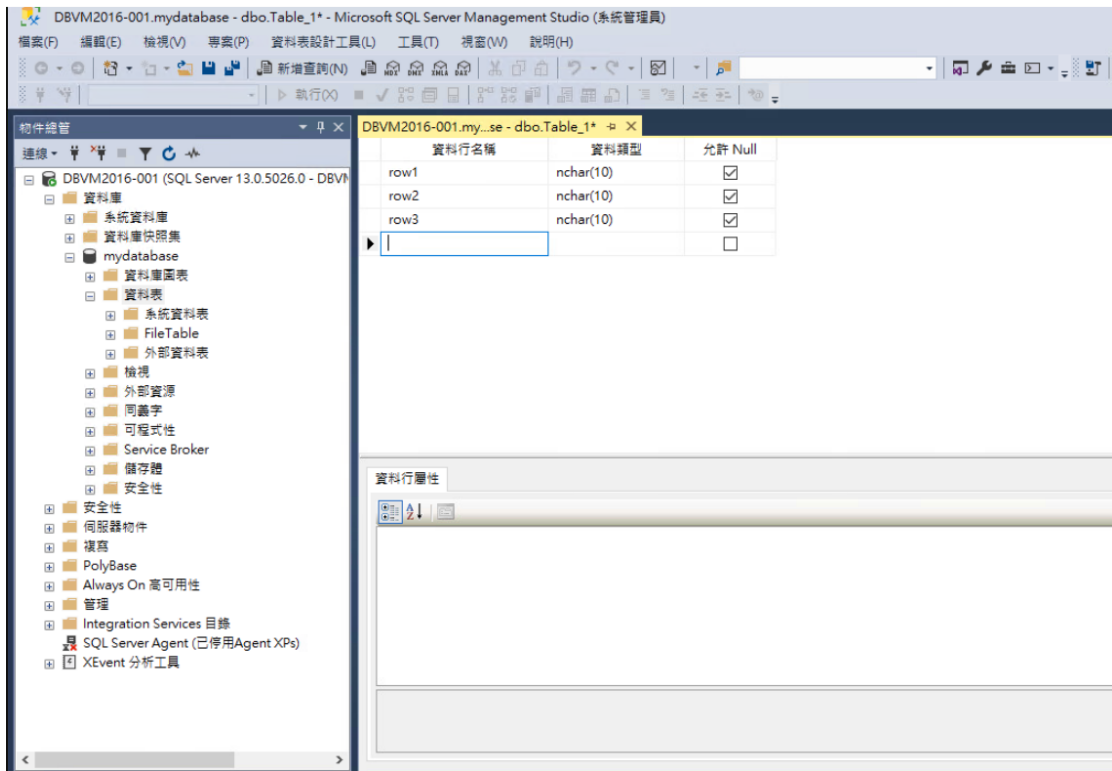 DBVM2016-001.mydatabase - dbo.Table_1* - Microsoft SQL Server Management Studio (系統管理員)
檔案(F) 編輯(E) 檢視(V) 專案(P) 資料表設計工具(L) 工具(T) 視窗(W) 說明(H)
新增查詢(N) MDX DMX XMLA DAX
執行(X)
物件總管
連線
DBVM2016-001 (SQL Server 13.0.5026.0 - DBVM
資料庫
系統資料庫
資料庫快照集
mydatabase
資料庫圖表
資料表
系統資料表
FileTable
外部資料表
檢視
外部資源
同義字
可程式性
Service Broker
儲存體
安全性
安全性
伺服器物件
複寫
PolyBase
Always On 高可用性
管理
Integration Services 目錄
SQL Server Agent (已停用Agent XPs)
XEvent 分析工具
DBVM2016-001.my...se - dbo.Table_1*
資料行名稱 資料類型 允許 Null
row1 nchar(10)
row2 nchar(10)
row3 nchar(10)
資料行屬性